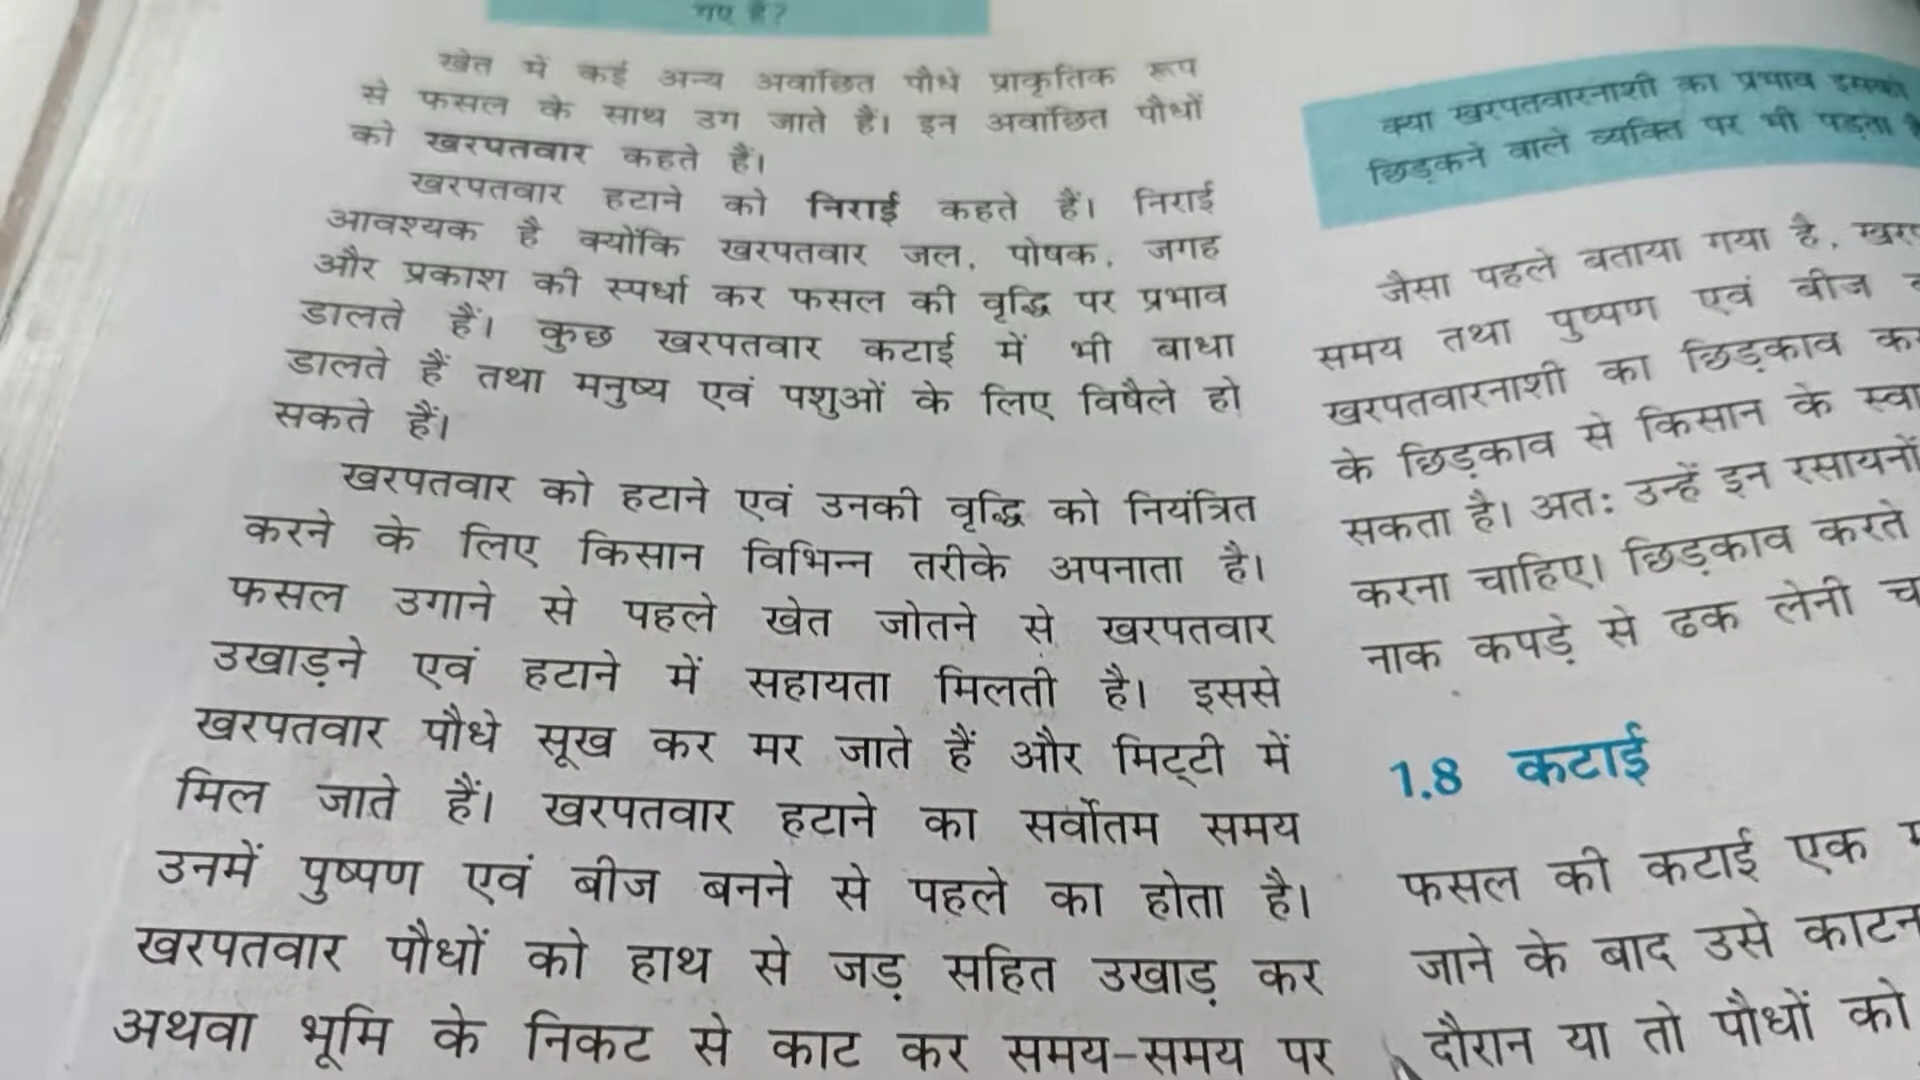 गए हैं?
खेत में कई अन्य अवांछित पौधे प्राकृतिक रूप
से फसल के साथ उग जाते हैं। इन अवांछित पौधों
को खरपतवार कहते हैं।
खरपतवार हटाने को निराई कहते हैं। निराई
आवश्यक है क्योंकि खरपतवार जल, पोषक, जगह
और प्रकाश की स्पर्धा कर फसल की वृद्धि पर प्रभाव
डालते हैं। कुछ खरपतवार कटाई में भी बाधा
डालते हैं तथा मनुष्य एवं पशुओं के लिए विषैले हो
सकते हैं।
खरपतवार को हटाने एवं उनकी वृद्धि को नियंत्रित
करने के लिए किसान विभिन्न तरीके अपनाता है।
फसल उगाने से पहले खेत जोतने से खरपतवार
उखाड़ने एवं हटाने में सहायता मिलती है। इससे
खरपतवार पौधे सूख कर मर जाते हैं और मिट्टी में
मिल जाते हैं। खरपतवार हटाने का सर्वोतम समय
उनमें पुष्पण एवं बीज बनने से पहले का होता है।
खरपतवार पौधों को हाथ से जड़ सहित उखाड़ कर
अथवा भूमि के निकट से काट कर समय-समय पर
क्या खरपतवारनाशी का प्रभाव इसको
छिड़कने वाले व्यक्ति पर भी पड़ता
जैसा पहले बताया गया है,
समय तथा पुष्पण एवं बीज
खरपतवारनाशी का छिड़काव
के छिड़काव से किसान के
सकता है। अत: उन्हें इन रसायनों
करना चाहिए। छिड़काव करते
नाक कपड़े से ढक लेनी
1.8 कटाई
फसल की कटाई एक
जाने के बाद उसे
दौरान या तो पौधों को